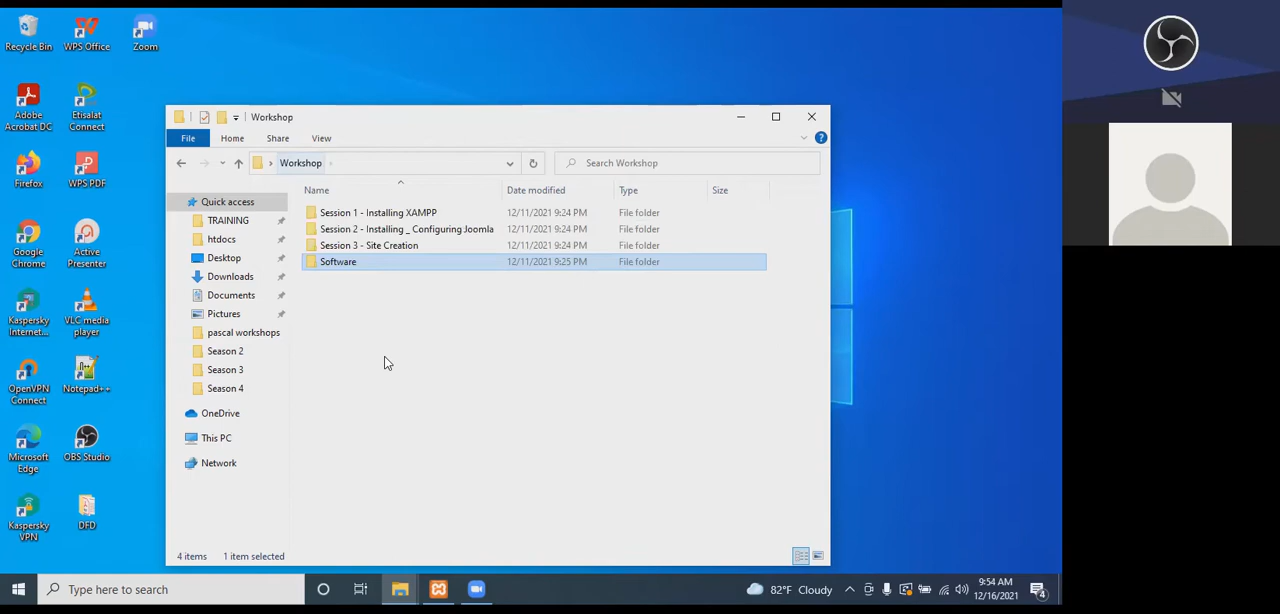 Recycle Bin
WPS Office
Zoom
Adobe
Acrobat DC
Etisalat
Connect
Firefox
WPS PDF
Google
Chrome
Active
Presenter
Kaspersky
Internet...
VLC media
player
OpenVPN
Connect
Notepad++
Microsoft
Edge
OBS Studio
Kaspersky
VPN
DFD
Workshop
File Home Share View
Workshop
Search Workshop
Name Date modified Type Size
Session 1 - Installing XAMPP 12/11/2021 9:24 PM File folder
Session 2 - Installing _ Configuring Joomla 12/11/2021 9:24 PM File folder
Session 3 - Site Creation 12/11/2021 9:24 PM File folder
Software 12/11/2021 9:25 PM File folder
Quick access
TRAINING
htdocs
Desktop
Downloads
Documents
Pictures
pascal workshops
Season 2
Season 3
Season 4
OneDrive
This PC
Network
4 items 1 item selected
Type here to search
82°F Cloudy
9:54 AM
12/16/2021
4